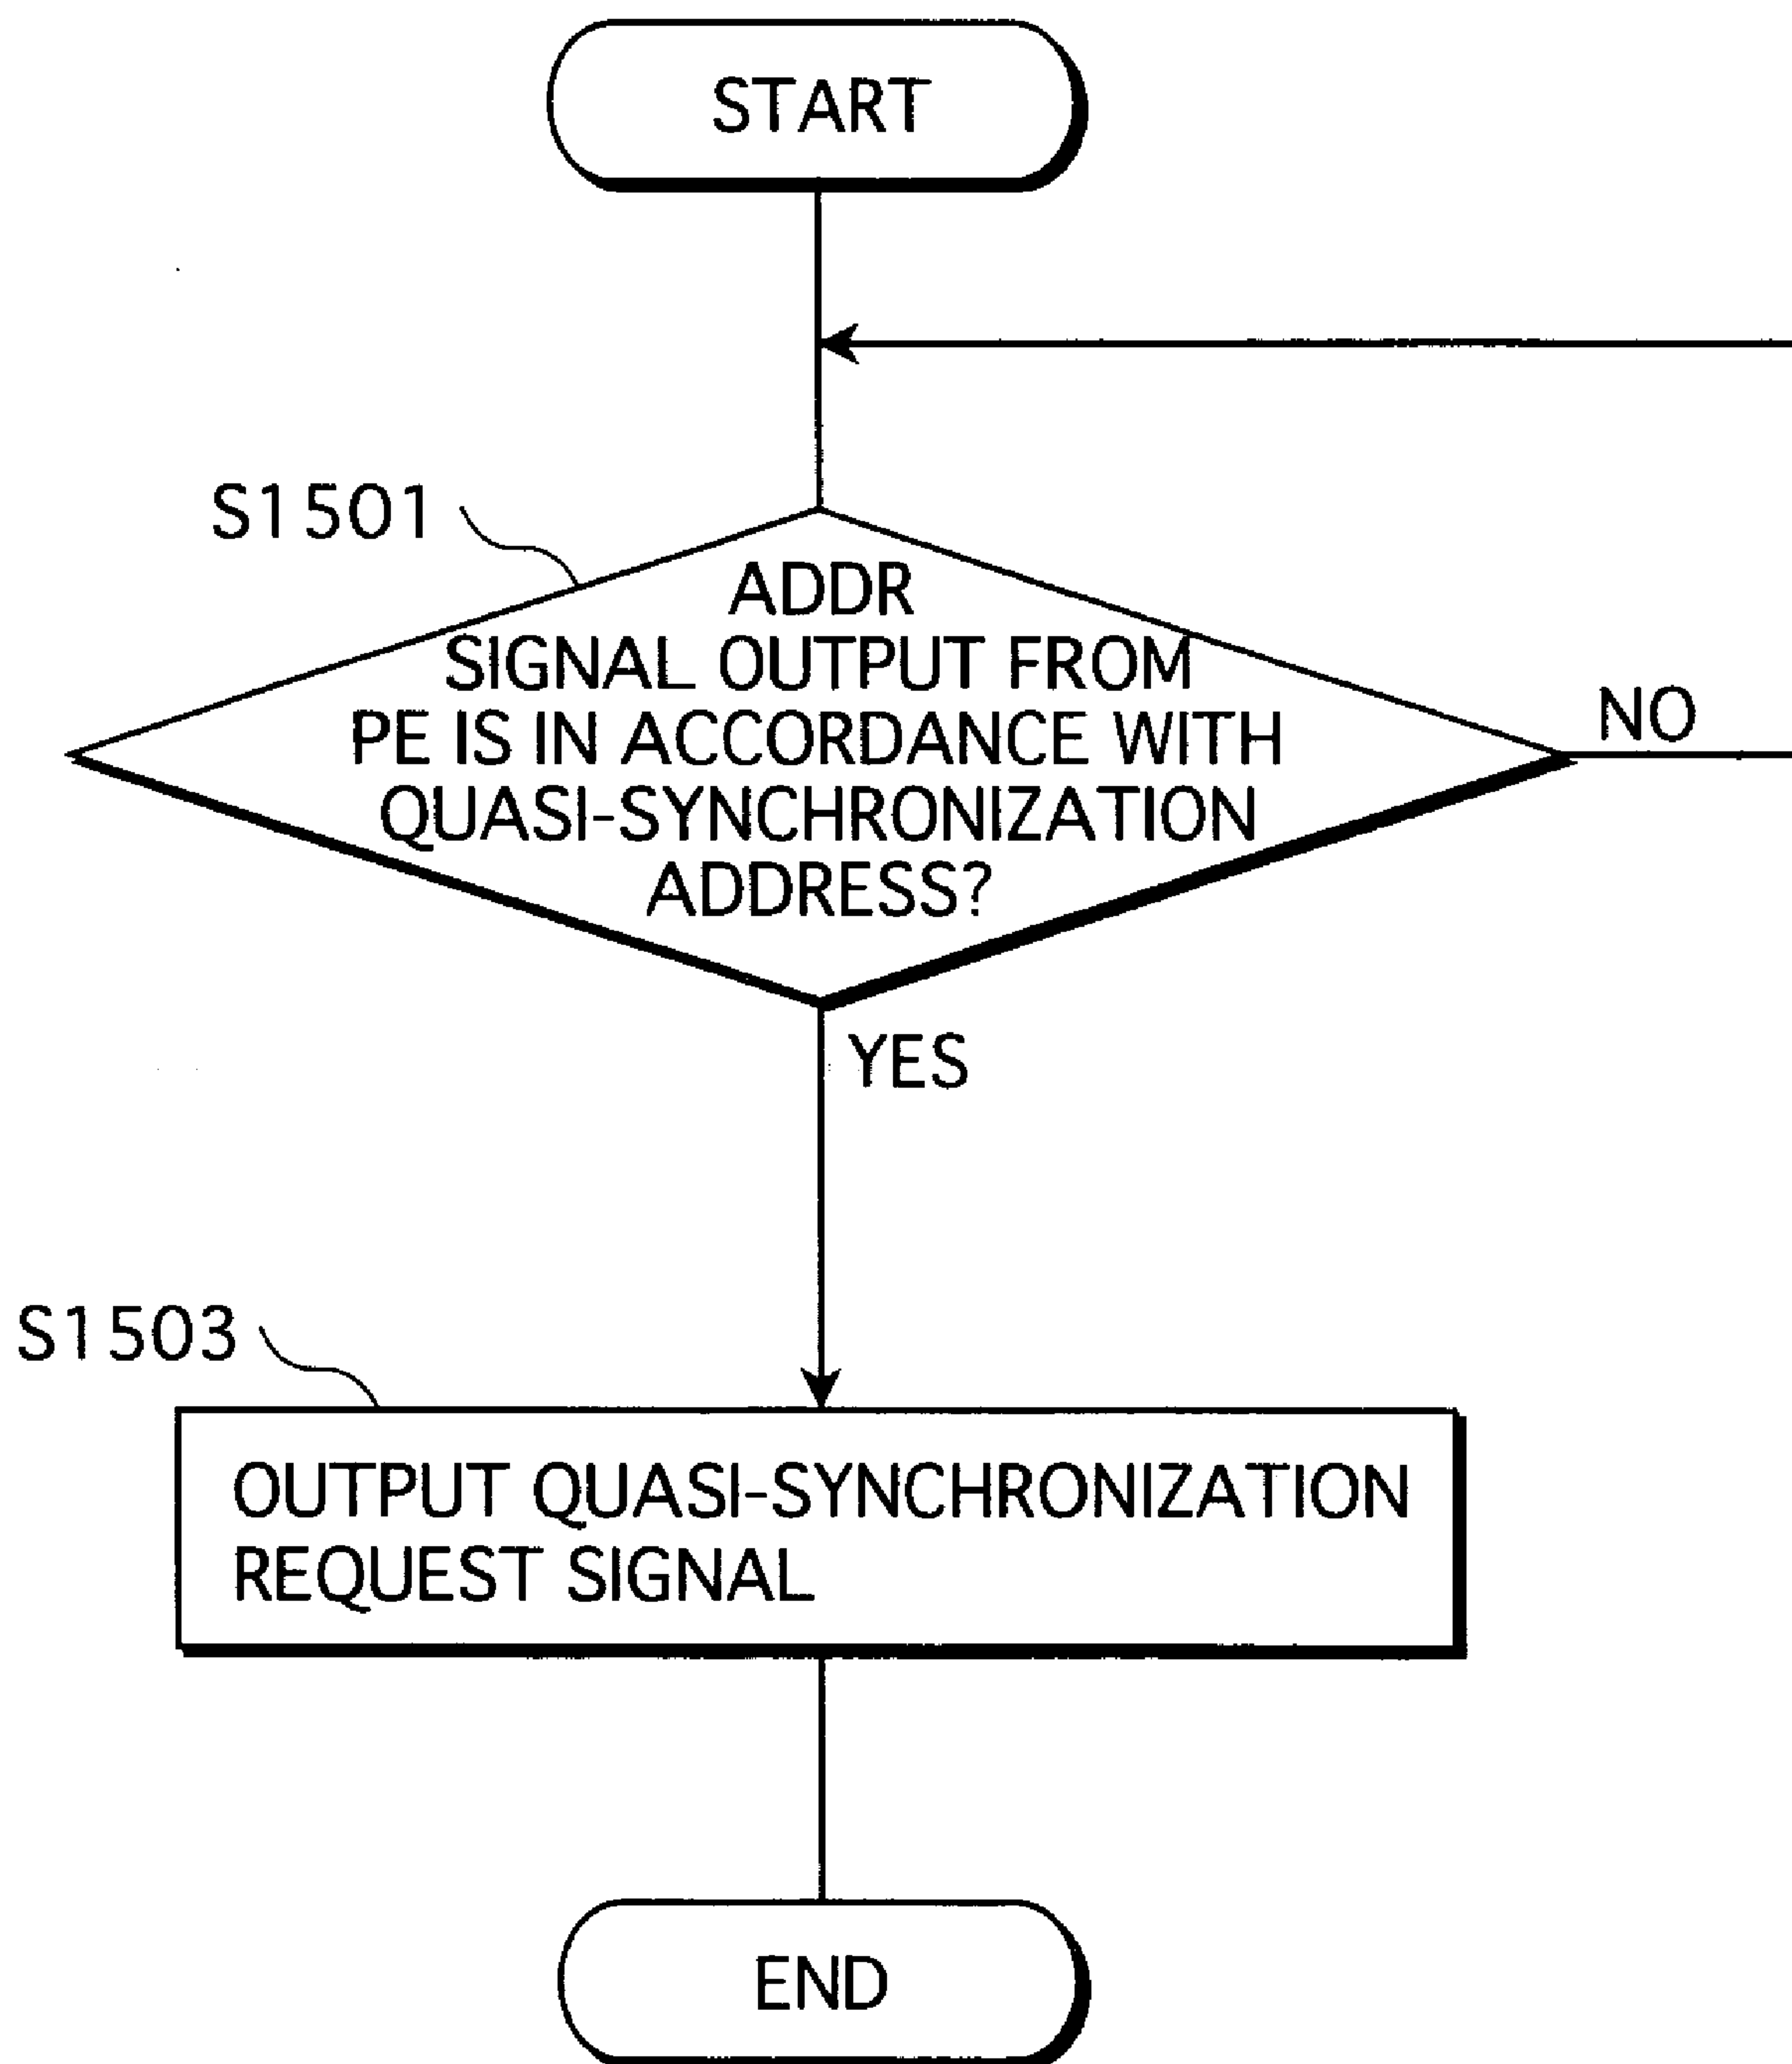 START
S1501
ADDR
SIGNAL OUTPUT FROM
PE IS IN ACCORDANCE WITH
QUASI-SYNCHRONIZATION
ADDRESS?
NO
YES
S1503
OUTPUT QUASI-SYNCHRONIZATION
REQUEST SIGNAL
END